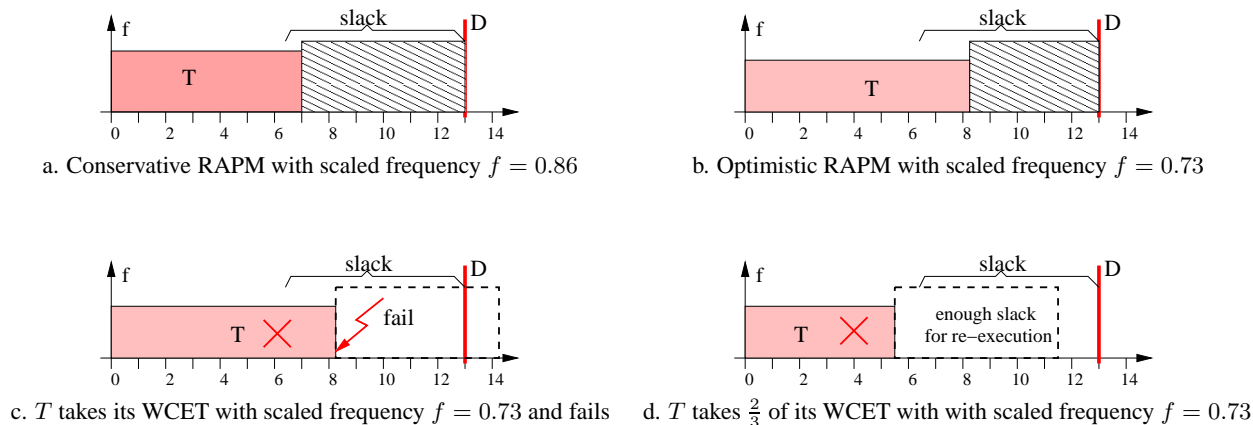 f slack D
T
0 2 4 6 8 10 12 14
a. Conservative RAPM with scaled frequency f = 0.86
f slack D
T
0 2 4 6 8 10 12 14
b. Optimistic RAPM with scaled frequency f = 0.73
f slack D
T fail
0 2 4 6 8 10 12 14
c. T takes its WCET with scaled frequency f = 0.73 and fails
f slack D
enough slack
T for re−execution
0 2 4 6 8 10 12 14
d. T takes 2/3 of its WCET with with scaled frequency f = 0.73